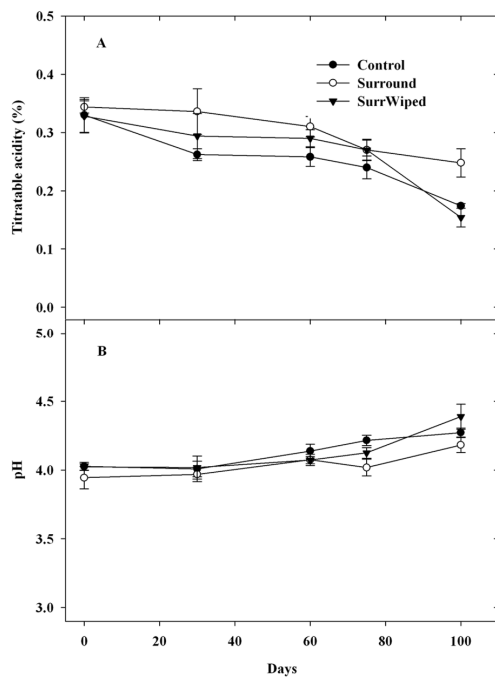 0.5
A
Control
Surround
SurrWiped
0.4
0.3
0.2
0.1
0.0
Titratable acidity (%)
5.0
B
4.5
4.0
3.5
3.0
pH
0 20 40 60 80 100
Days